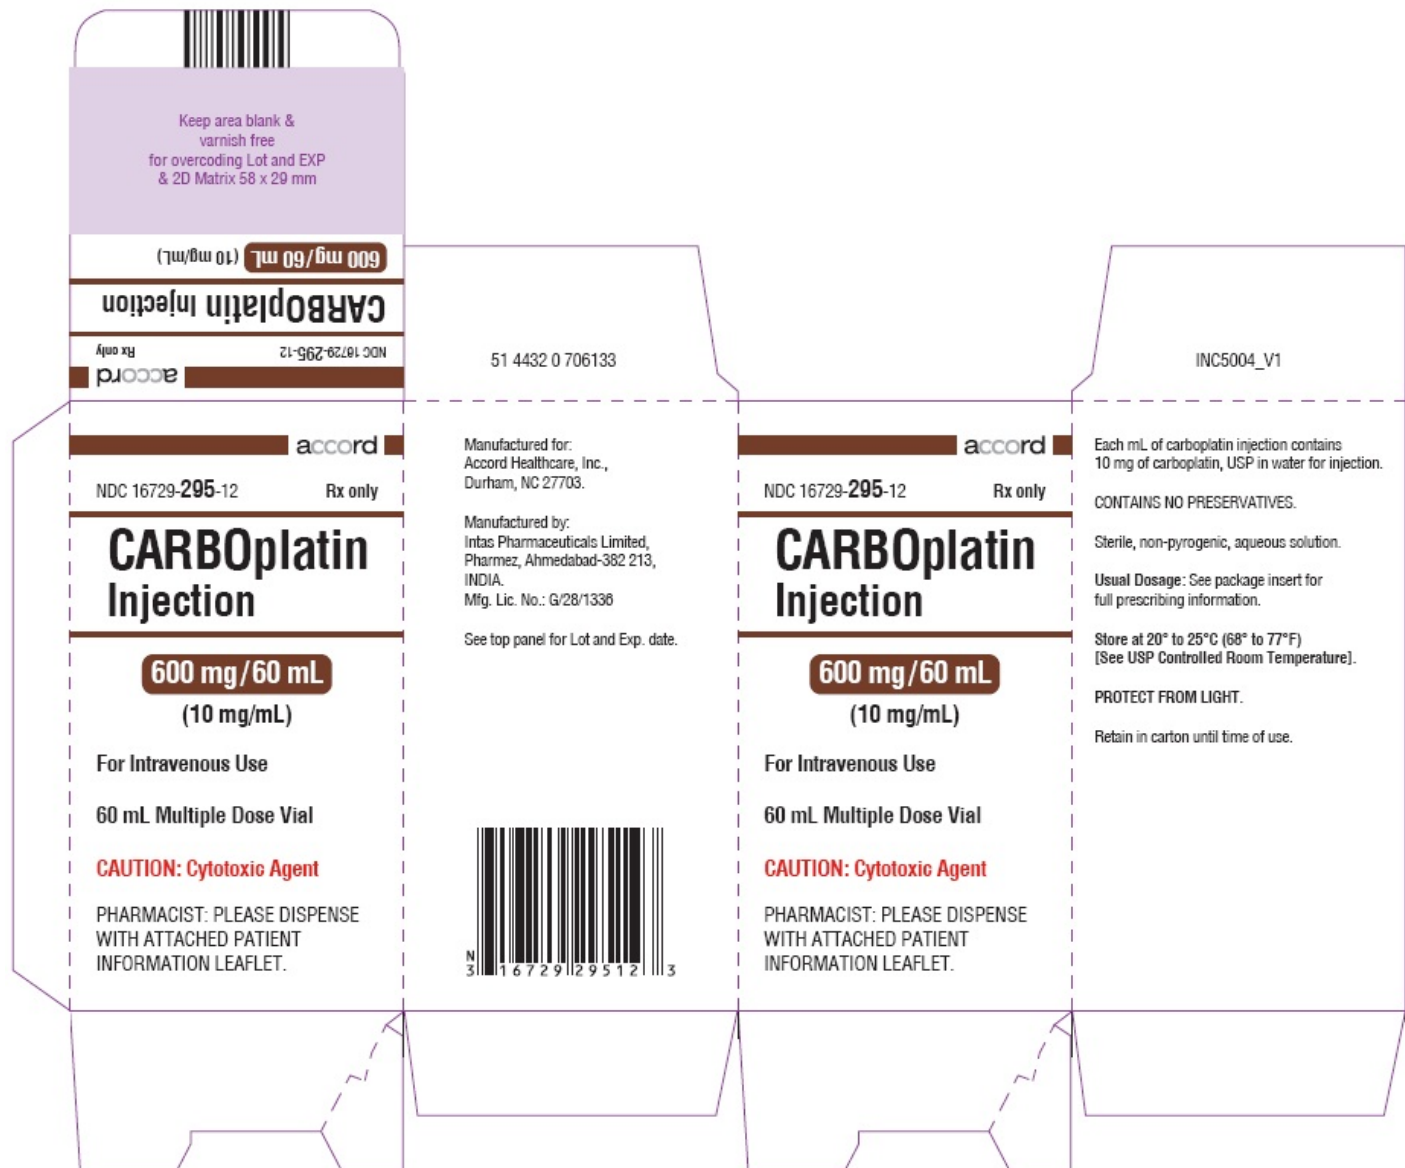 Keep area blank &
varnish free
for overcoding Lot and EXP
& 2D Matrix 58 x 29 mm
accord
NDC 16729-295-12 Rx only
CARBOplatin Injection
600 mg/60 mL (10 mg/mL)
51 4432 0 706133
INC5004_V1
accord
NDC 16729-295-12 Rx only
CARBOplatin
Injection
600 mg/60 mL
(10 mg/mL)
For Intravenous Use
60 mL Multiple Dose Vial
CAUTION: Cytotoxic Agent
PHARMACIST: PLEASE DISPENSE
WITH ATTACHED PATIENT
INFORMATION LEAFLET.
Manufactured for:
Accord Healthcare, Inc.,
Durham, NC 27703.
Manufactured by:
Intas Pharmaceuticals Limited,
Pharmez, Ahmedabad-382 213,
INDIA.
Mfg. Lic. No.: G/28/1336
See top panel for Lot and Exp. date.
N
3 16729 29512 3
accord
NDC 16729-295-12 Rx only
CARBOplatin
Injection
600 mg/60 mL
(10 mg/mL)
For Intravenous Use
60 mL Multiple Dose Vial
CAUTION: Cytotoxic Agent
PHARMACIST: PLEASE DISPENSE
WITH ATTACHED PATIENT
INFORMATION LEAFLET.
Each mL of carboplatin injection contains
10 mg of carboplatin, USP in water for injection.
CONTAINS NO PRESERVATIVES.
Sterile, non-pyrogenic, aqueous solution.
Usual Dosage: See package insert for
full prescribing information.
Store at 20° to 25°C (68° to 77°F)
[See USP Controlled Room Temperature].
PROTECT FROM LIGHT.
Retain in carton until time of use.